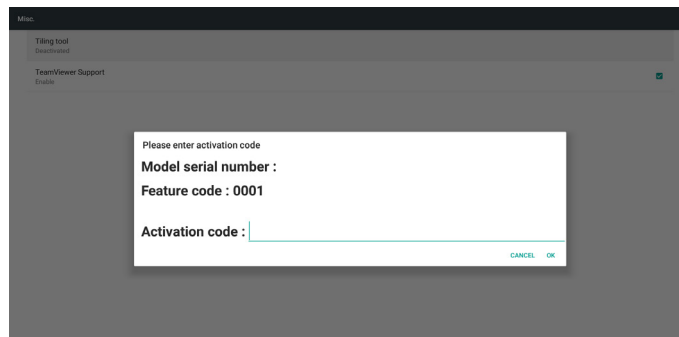 Misc.
Tiling tool
Deactivated
TeamViewer Support
Enable
Please enter activation code
Model serial number :
Feature code : 0001
Activation code :
CANCEL OK